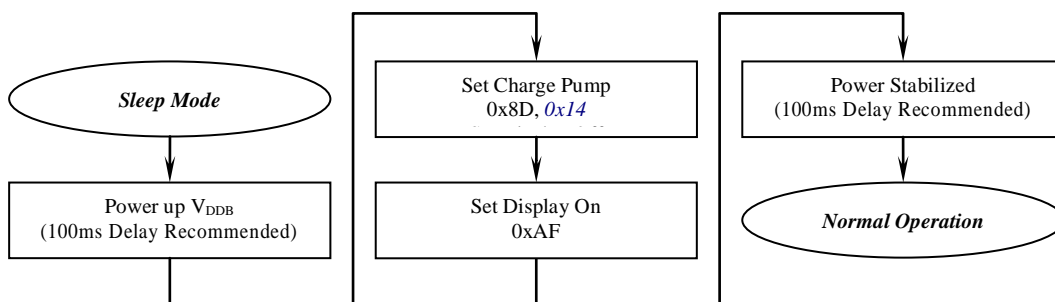 Sleep Mode
Power up VDDB
(100ms Delay Recommended)
Set Charge Pump
0x8D, 0x14
Set Display On
0xAF
Power Stabilized
(100ms Delay Recommended)
Normal Operation